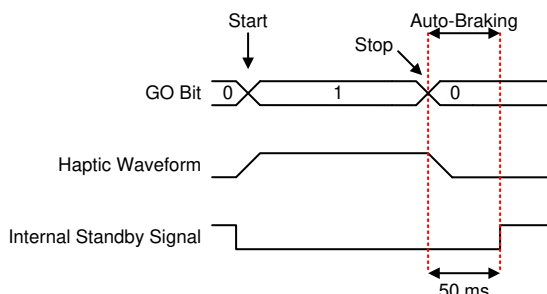 Auto-Braking
Start
Stop
GO Bit 0 1 0
Haptic Waveform
Internal Standby Signal
50 ms